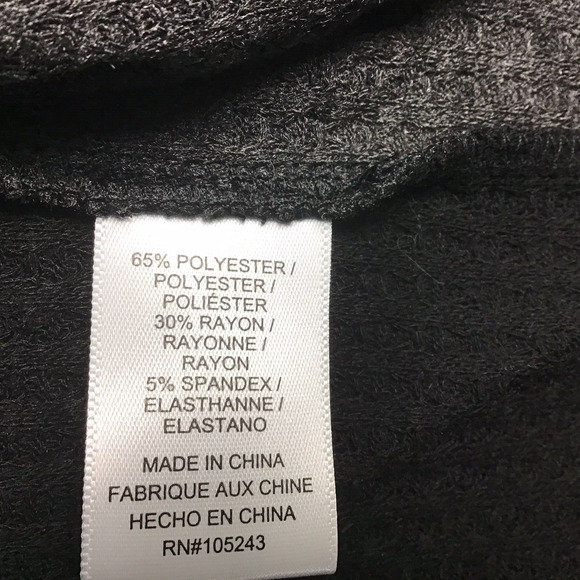 65% POLYESTER /
POLYESTER /
POLIÉSTER
30% RAYON /
RAYONNE /
RAYON
5% SPANDEX /
ELASTHANNE /
ELASTANO
MADE IN CHINA
FABRIQUE AUX CHINE
HECHO EN CHINA
RN#105243